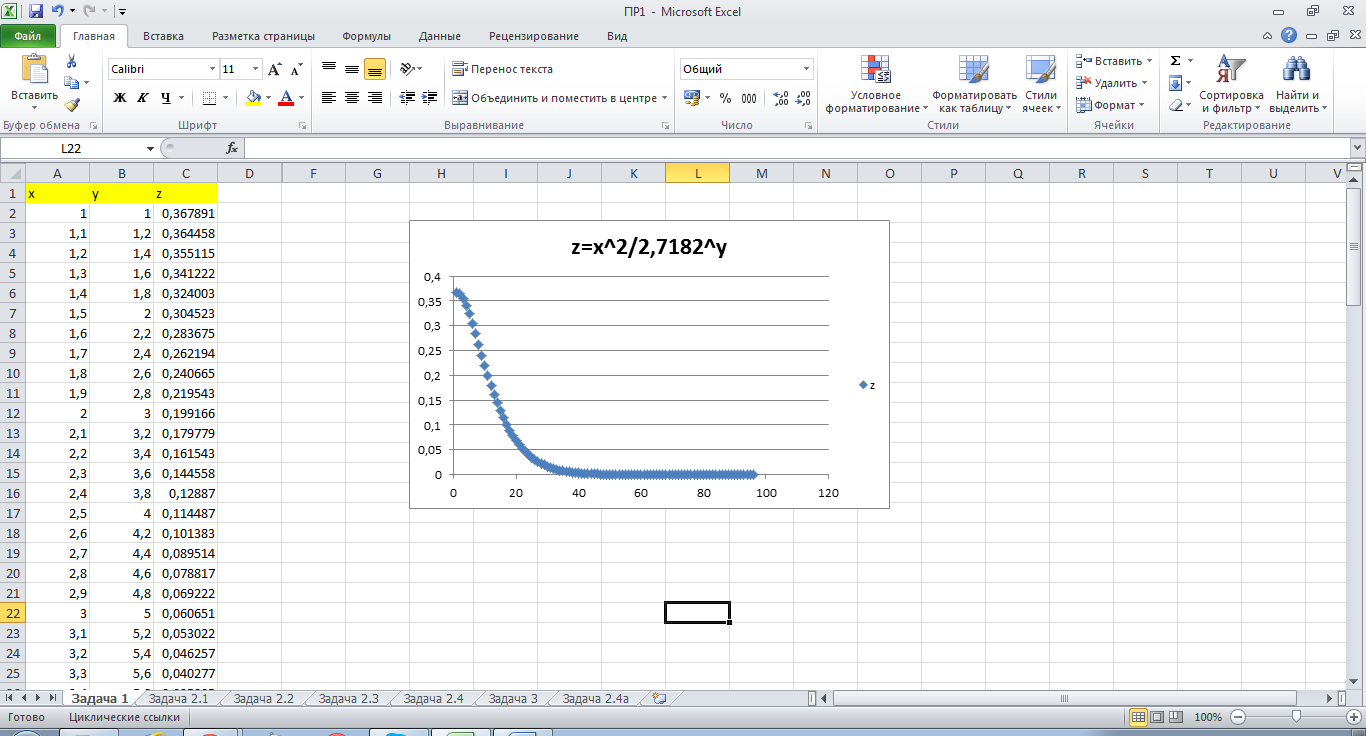 ПР1 - Microsoft Excel
Файл Главная Вставка Разметка страницы Формулы Данные Рецензирование Вид
Вставить
Calibri 11
Ж К Ч
Перенос текста
Объединить и поместить в центре
Общий
% 000
Условное форматирование
Форматировать как таблицу
Стили ячеек
Вставить
Удалить
Формат
Σ
Сортировка и фильтр
Найти и выделить
Буфер обмена Шрифт Выравнивание Число Стили Ячейки Редактирование
L22 fx
A B C D F G H I J K L M N O P Q R S T U V
1 x y z
2 1 1 0,367891
3 1,1 1,2 0,364458
4 1,2 1,4 0,355115
5 1,3 1,6 0,341222
6 1,4 1,8 0,324003
7 1,5 2 0,304523
8 1,6 2,2 0,283675
9 1,7 2,4 0,262194
10 1,8 2,6 0,240665
11 1,9 2,8 0,219543
12 2 3 0,199166
13 2,1 3,2 0,179779
14 2,2 3,4 0,161543
15 2,3 3,6 0,144558
16 2,4 3,8 0,12887
17 2,5 4 0,114487
18 2,6 4,2 0,101383
19 2,7 4,4 0,089514
20 2,8 4,6 0,078817
21 2,9 4,8 0,069222
22 3 5 0,060651
23 3,1 5,2 0,053022
24 3,2 5,4 0,046257
25 3,3 5,6 0,040277
z=x^2/2,7182^y
0,4
0,35
0,3
0,25
0,2
0,15
0,1
0,05
0
0 20 40 60 80 100 120
z
Задача 1 Задача 2.1 Задача 2.2 Задача 2.3 Задача 2.4 Задача 3 Задача 2.4а
Готово Циклические ссылки 100%